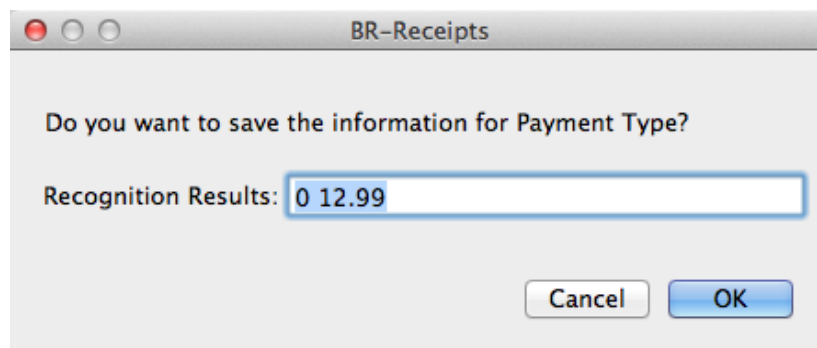 BR-Receipts
Do you want to save the information for Payment Type?
Recognition Results: 0 12.99
Cancel OK